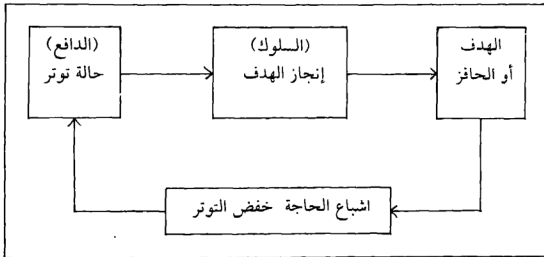 (الدافع)
حالة توتر
(السلوك)
إنجاز الهدف
الهدف
أو الحافز
اشباع الحاجة خفض التوتر